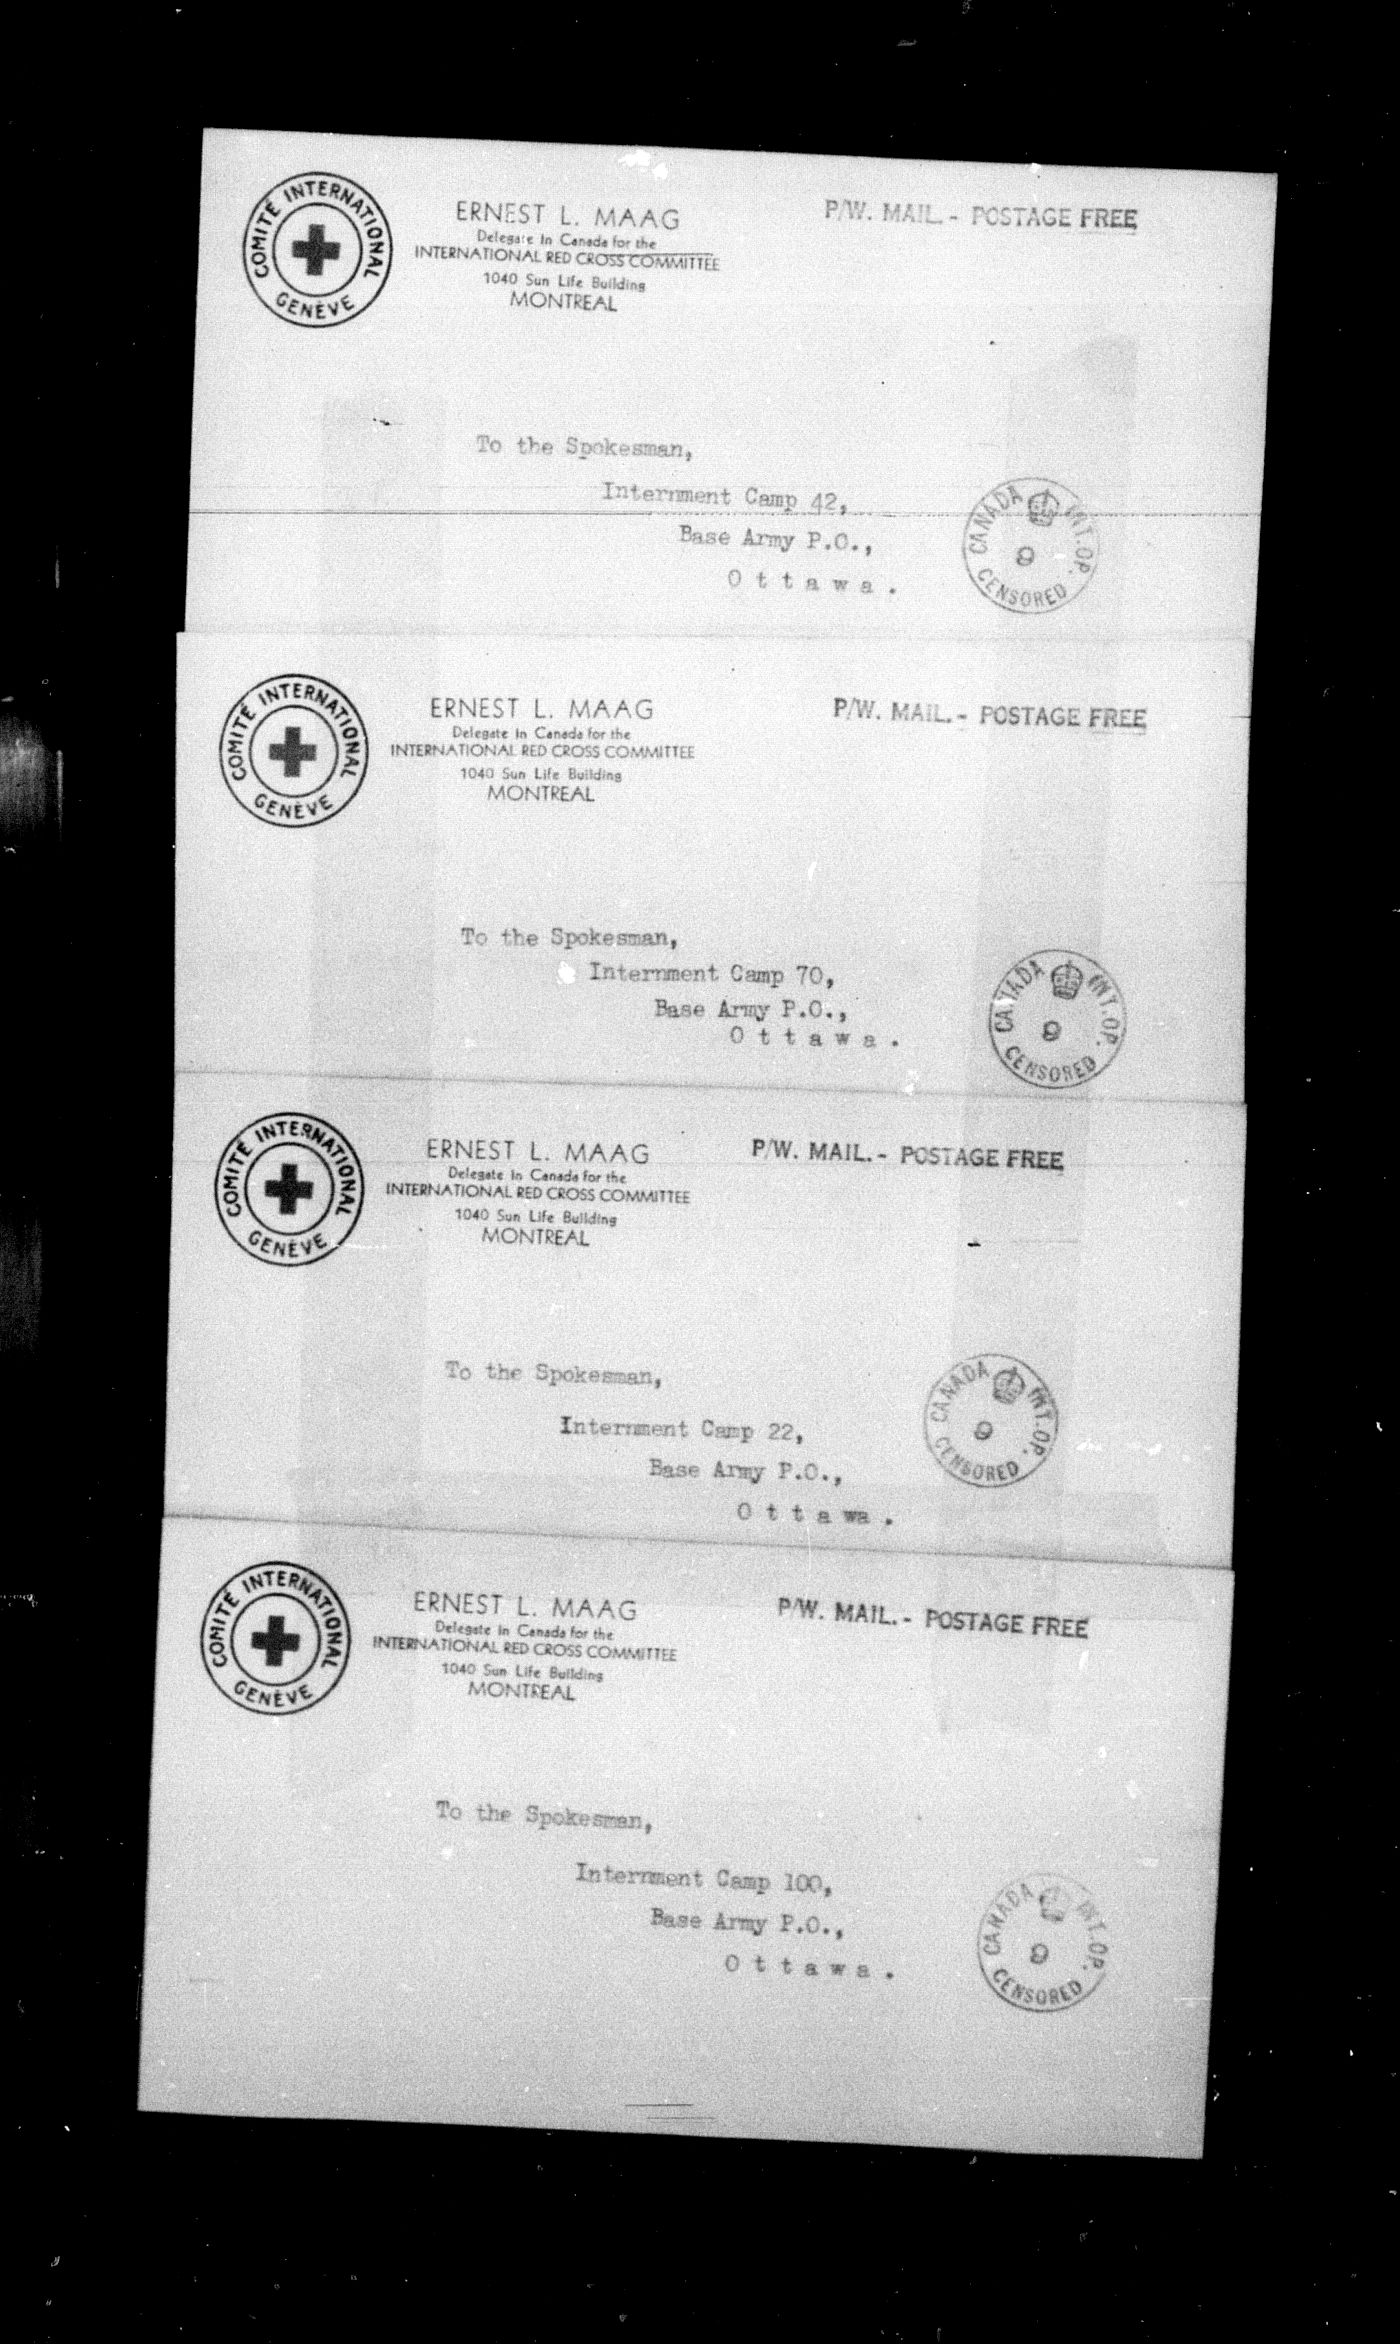 COMITÉ INTERNATIONAL
GENÈVE
ERNEST L. MAAG
Delegate In Canada for the
INTERNATIONAL RED CROSS COMMITTEE
1040 Sun Life Building
MONTREAL
P/W. MAIL. - POSTAGE FREE
To the Spokesman,
Internment Camp 42,
Base Army P.O.,
O t t a w a .
CANADA INT. OP.
9
CENSORED
COMITÉ INTERNATIONAL
GENÈVE
ERNEST L. MAAG
Delegate In Canada for the
INTERNATIONAL RED CROSS COMMITTEE
1040 Sun Life Building
MONTREAL
P/W. MAIL. - POSTAGE FREE
To the Spokesman,
Internment Camp 70,
Base Army P.O.,
O t t a w a .
CANADA INT. OP.
9
CENSORED
COMITÉ INTERNATIONAL
GENÈVE
ERNEST L. MAAG
Delegate In Canada for the
INTERNATIONAL RED CROSS COMMITTEE
1040 Sun Life Building
MONTREAL
P/W. MAIL. - POSTAGE FREE
To the Spokesman,
Internment Camp 22,
Base Army P.O.,
O t t a wa .
CANADA INT. OP.
9
CENSORED
COMITÉ INTERNATIONAL
GENÈVE
ERNEST L. MAAG
Delegate In Canada for the
INTERNATIONAL RED CROSS COMMITTEE
1040 Sun Life Building
MONTREAL
P/W. MAIL. - POSTAGE FREE
To the Spokesman,
Internment Camp 100,
Base Army P.O.,
O t t a w a .
CANADA INT. OP.
9
CENSORED